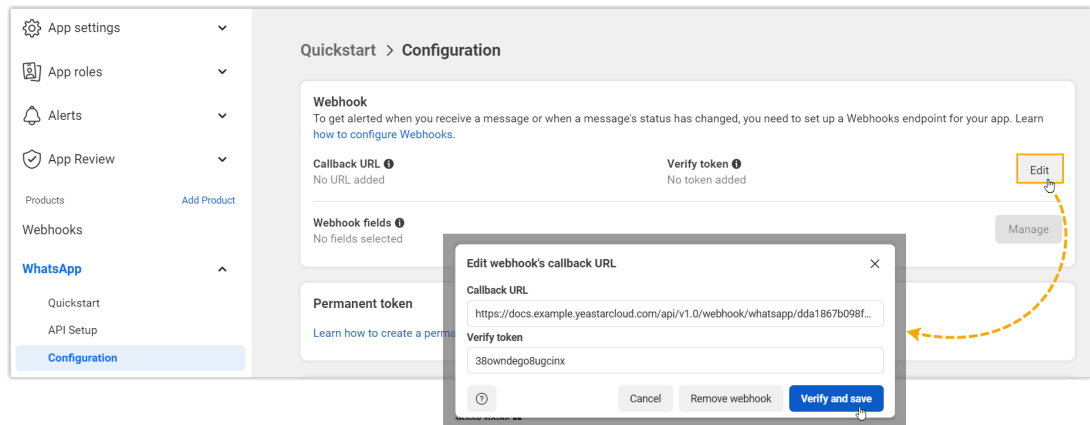 App settings
App roles
Alerts
App Review
Products Add Product
Webhooks
WhatsApp
Quickstart
API Setup
Configuration
Quickstart > Configuration
Webhook
To get alerted when you receive a message or when a message's status has changed, you need to set up a Webhooks endpoint for your app. Learn
how to configure Webhooks.
Callback URL Verify token
No URL added No token added
Edit
Webhook fields
No fields selected
Manage
Permanent token
Learn how to create a perma
Edit webhook's callback URL
Callback URL
https://docs.example.yeastarcloud.com/api/v1.0/webhook/whatsapp/dda1867b098f...
Verify token
38owndego8ugcinx
Cancel Remove webhook Verify and save